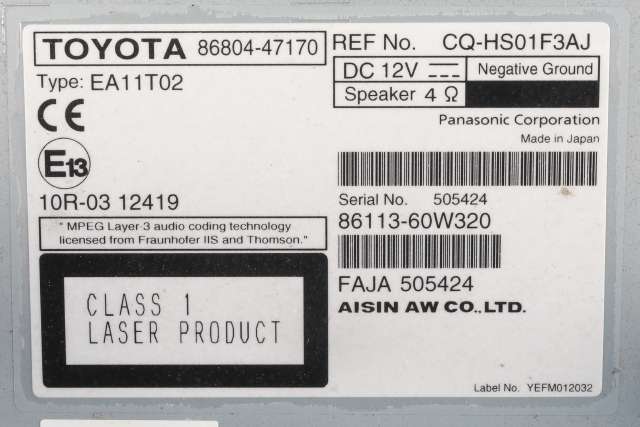 TOYOTA 86804-47170
REF No. CQ-HS01F3AJ
Type: EA11T02
DC 12V Negative Ground
Speaker 4 Ω
CE
Panasonic Corporation
Made in Japan
E13
10R-03 12419
Serial No. 505424
86113-60W320
" MPEG Layer-3 audio coding technology
licensed from Fraunhofer IIS and Thomson."
FAJA 505424
AISIN AW CO.,LTD.
CLASS 1
LASER PRODUCT
Label No. YEFM012032